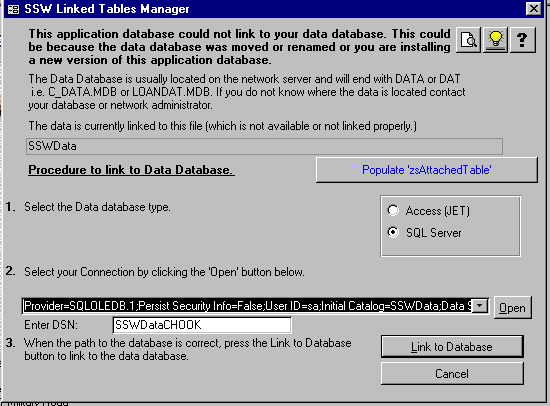 SSW Linked Tables Manager
This application database could not link to your data database. This could
be because the data database was moved or renamed or you are installing
a new version of this application database.
?
The Data Database is usually located on the network server and will end with DATA or DAT
i.e. C_DATA.MDB or LOANDAT.MDB. If you do not know where the data is located contact
your database or network administrator.
The data is currently linked to this file (which is not available or not linked properly.)
SSWData
Procedure to link to Data Database.
Populate 'zsAttachedTable'
1. Select the Data database type.
Access (JET)
SQL Server
2. Select your Connection by clicking the 'Open' button below.
Provider=SQLOLEDB.1;Persist Security Info=False;User ID=sa;Initial Catalog=SSWData;Data
Open
Enter DSN: SSWDataCHOOK
3. When the path to the database is correct, press the Link to Database
button to link to the data database.
Link to Database
Cancel